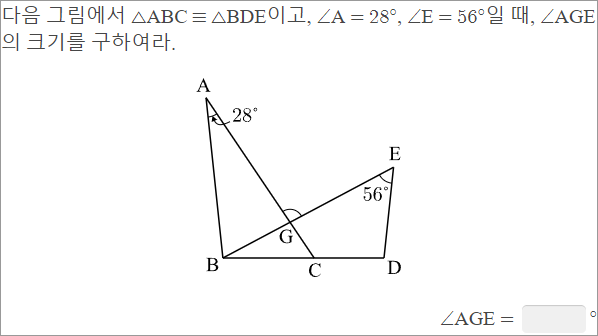 다음 그림에서 △ABC ≡ △BDE이고, ∠A = 28°, ∠E = 56°일 때, ∠AGE
의 크기를 구하여라.
A
28°
E
56°
G
B
C
D
∠AGE = °